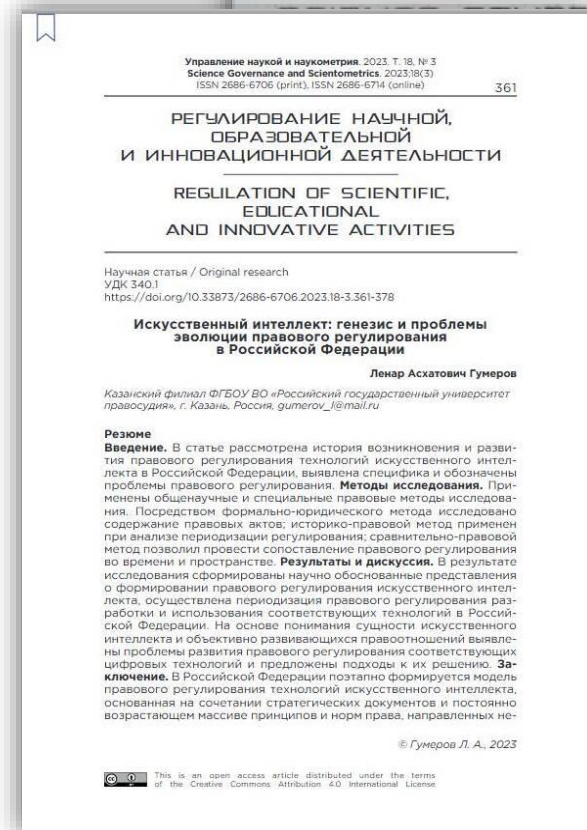 Управление наукой и наукометрия. 2023. Т. 18, № 3
Science Governance and Scientometrics. 2023;18(3)
ISSN 2686-6706 (print), ISSN 2686-6714 (online)
361
РЕГУЛИРОВАНИЕ НАУЧНОЙ,
ОБРАЗОВАТЕЛЬНОЙ
И ИННОВАЦИОННОЙ ДЕЯТЕЛЬНОСТИ
REGULATION OF SCIENTIFIC,
EDUCATIONAL
AND INNOVATIVE ACTIVITIES
Научная статья / Original research
УДК 340.1
https://doi.org/10.33873/2686-6706.2023.18-3.361-378
Искусственный интеллект: генезис и проблемы
эволюции правового регулирования
в Российской Федерации
Ленар Асхатович Гумеров
Казанский филиал ФГБОУ ВО «Российский государственный университет
правосудия», г. Казань, Россия, gumerov_l@mail.ru
Резюме
Введение. В статье рассмотрена история возникновения и разви-
тия правового регулирования технологий искусственного интел-
лекта в Российской Федерации, выявлена специфика и обозначены
проблемы правового регулирования. Методы исследования. При-
менены общенаучные и специальные правовые методы исследова-
ния. Посредством формально-юридического метода исследовано
содержание правовых актов; историко-правовой метод применен
при анализе периодизации регулирования; сравнительно-правовой
метод позволил провести сопоставление правового регулирования
во времени и пространстве. Результаты и дискуссия. В результате
исследования сформированы научно обоснованные представления
о формировании правового регулирования искусственного интел-
лекта, осуществлена периодизация правового регулирования раз-
работки и использования соответствующих технологий в Россий-
ской Федерации. На основе понимания сущности искусственного
интеллекта и объективно развивающихся правоотношений выявле-
ны проблемы развития правового регулирования соответствующих
цифровых технологий и предложены подходы к их решению. За-
ключение. В Российской Федерации поэтапно формируется модель
правового регулирования технологий искусственного интеллекта,
основанная на сочетании стратегических документов и постоянно
возрастающем массиве принципов и норм права, направленных не-
© Гумеров Л. А., 2023
This is an open access article distributed under the terms
of the Creative Commons Attribution 4.0 International License